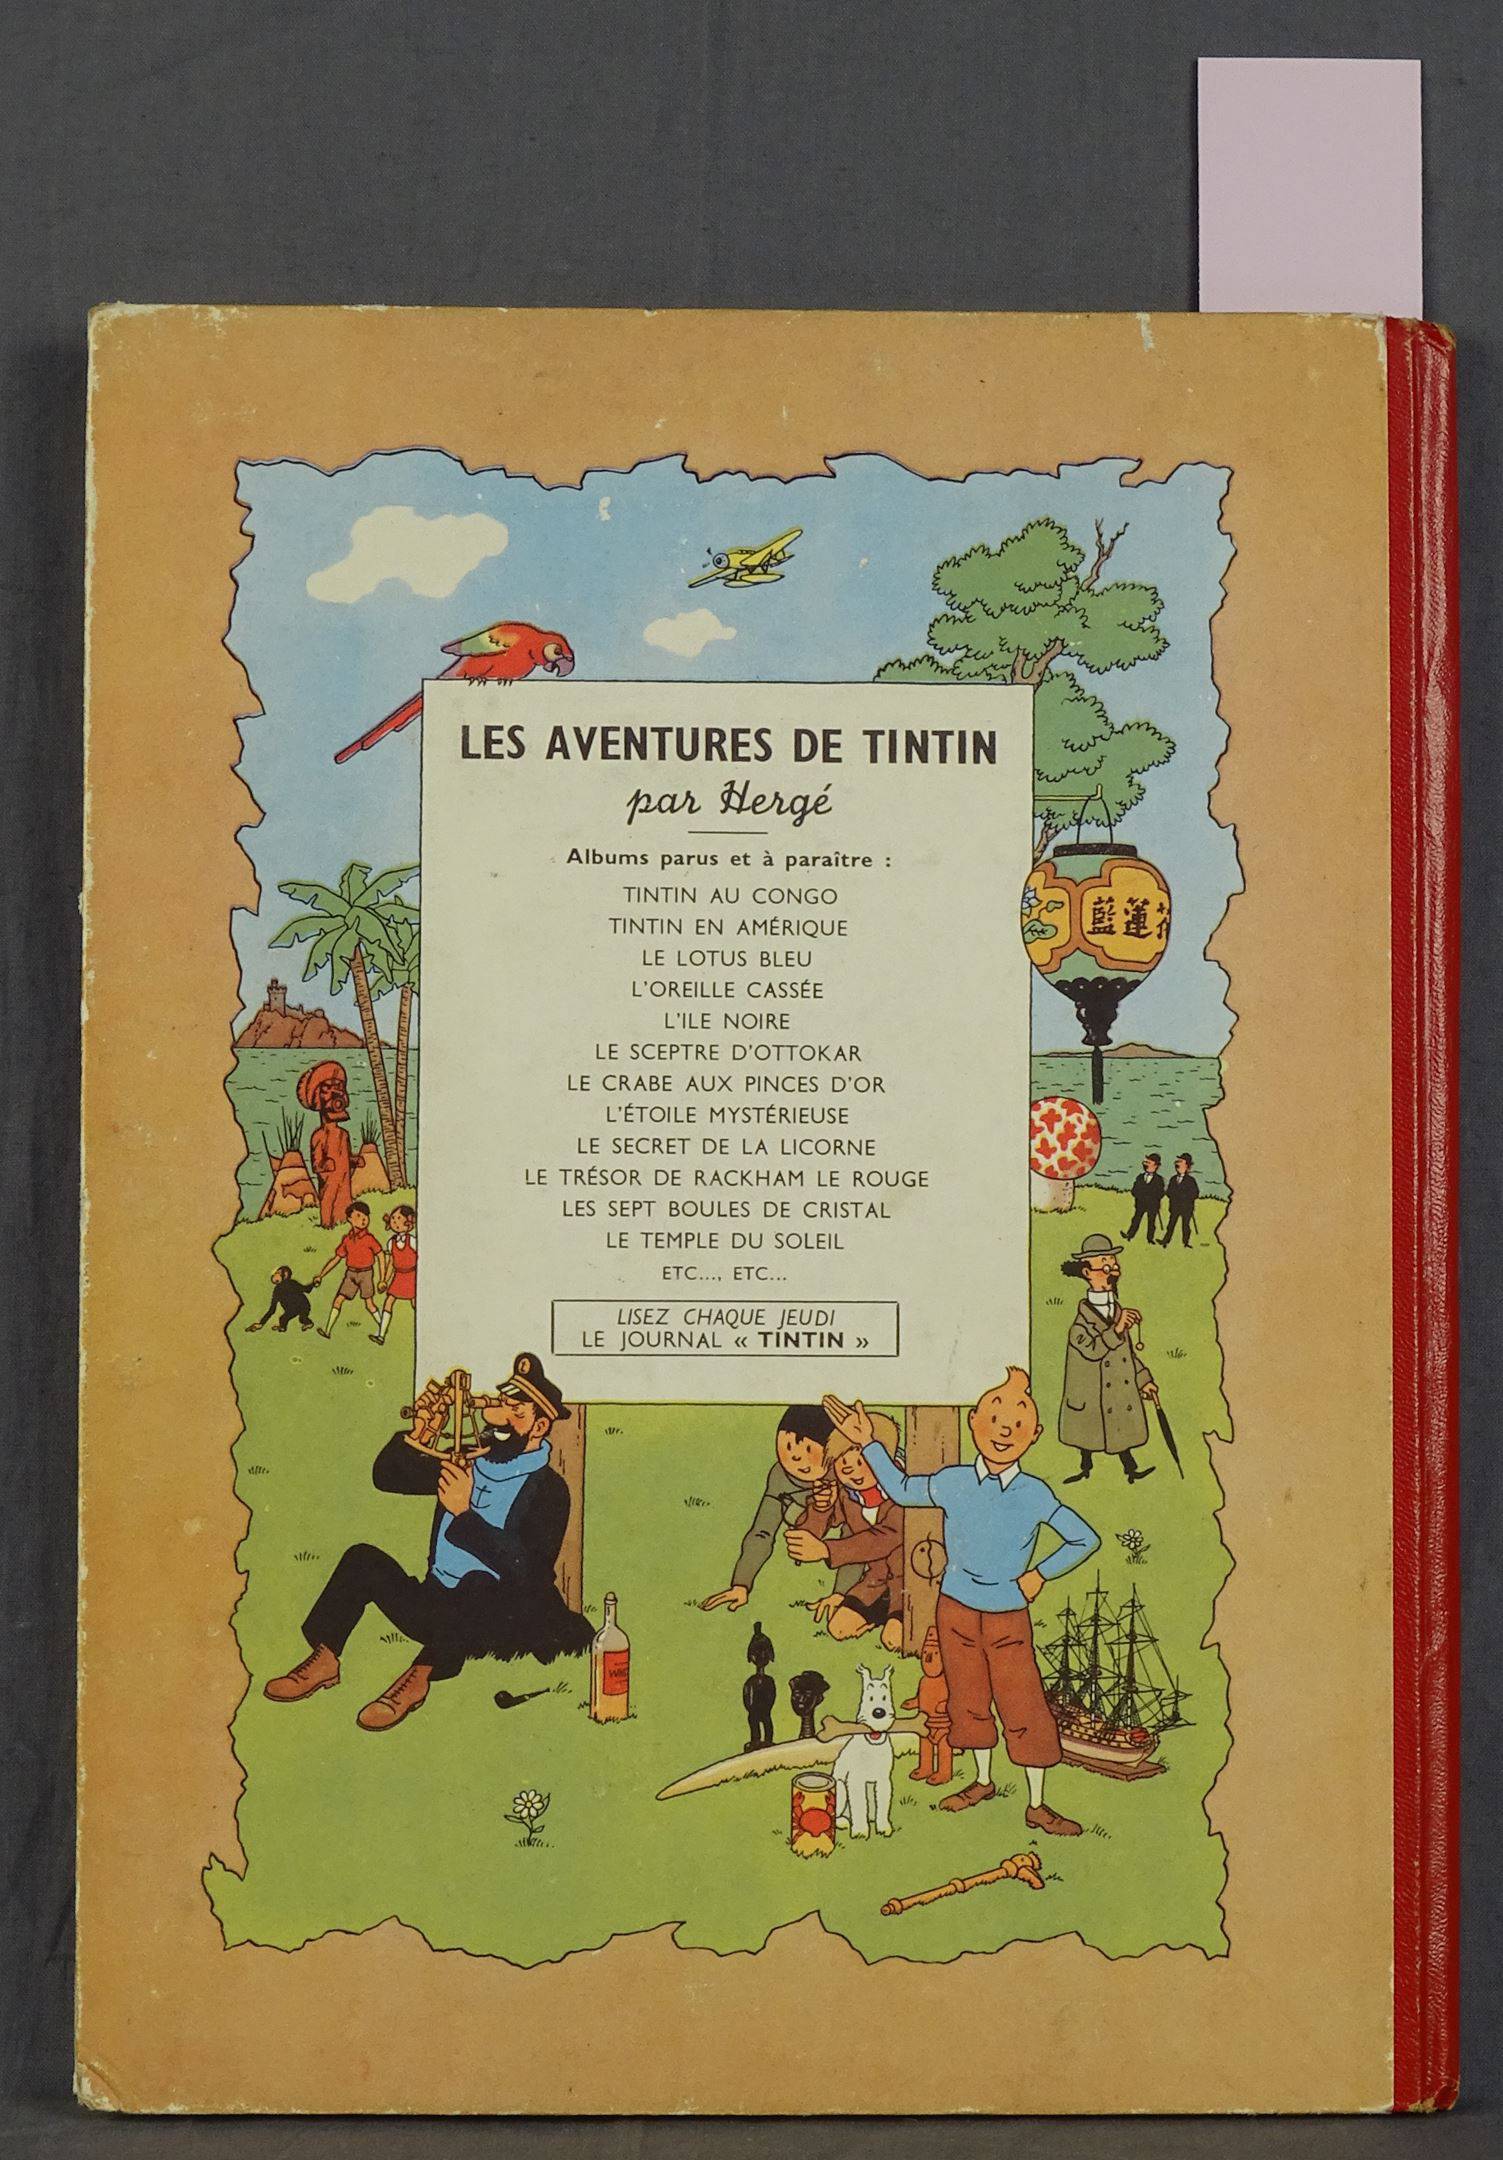 LES AVENTURES DE TINTIN
par Hergé
Albums parus et à paraître :
TINTIN AU CONGO
TINTIN EN AMÉRIQUE
LE LOTUS BLEU
L'OREILLE CASSÉE
L'ILE NOIRE
LE SCEPTRE D'OTTOKAR
LE CRABE AUX PINCES D'OR
L'ÉTOILE MYSTÉRIEUSE
LE SECRET DE LA LICORNE
LE TRÉSOR DE RACKHAM LE ROUGE
LES SEPT BOULES DE CRISTAL
LE TEMPLE DU SOLEIL
ETC..., ETC...
LISEZ CHAQUE JEUDI
LE JOURNAL « TINTIN »
藍蓮